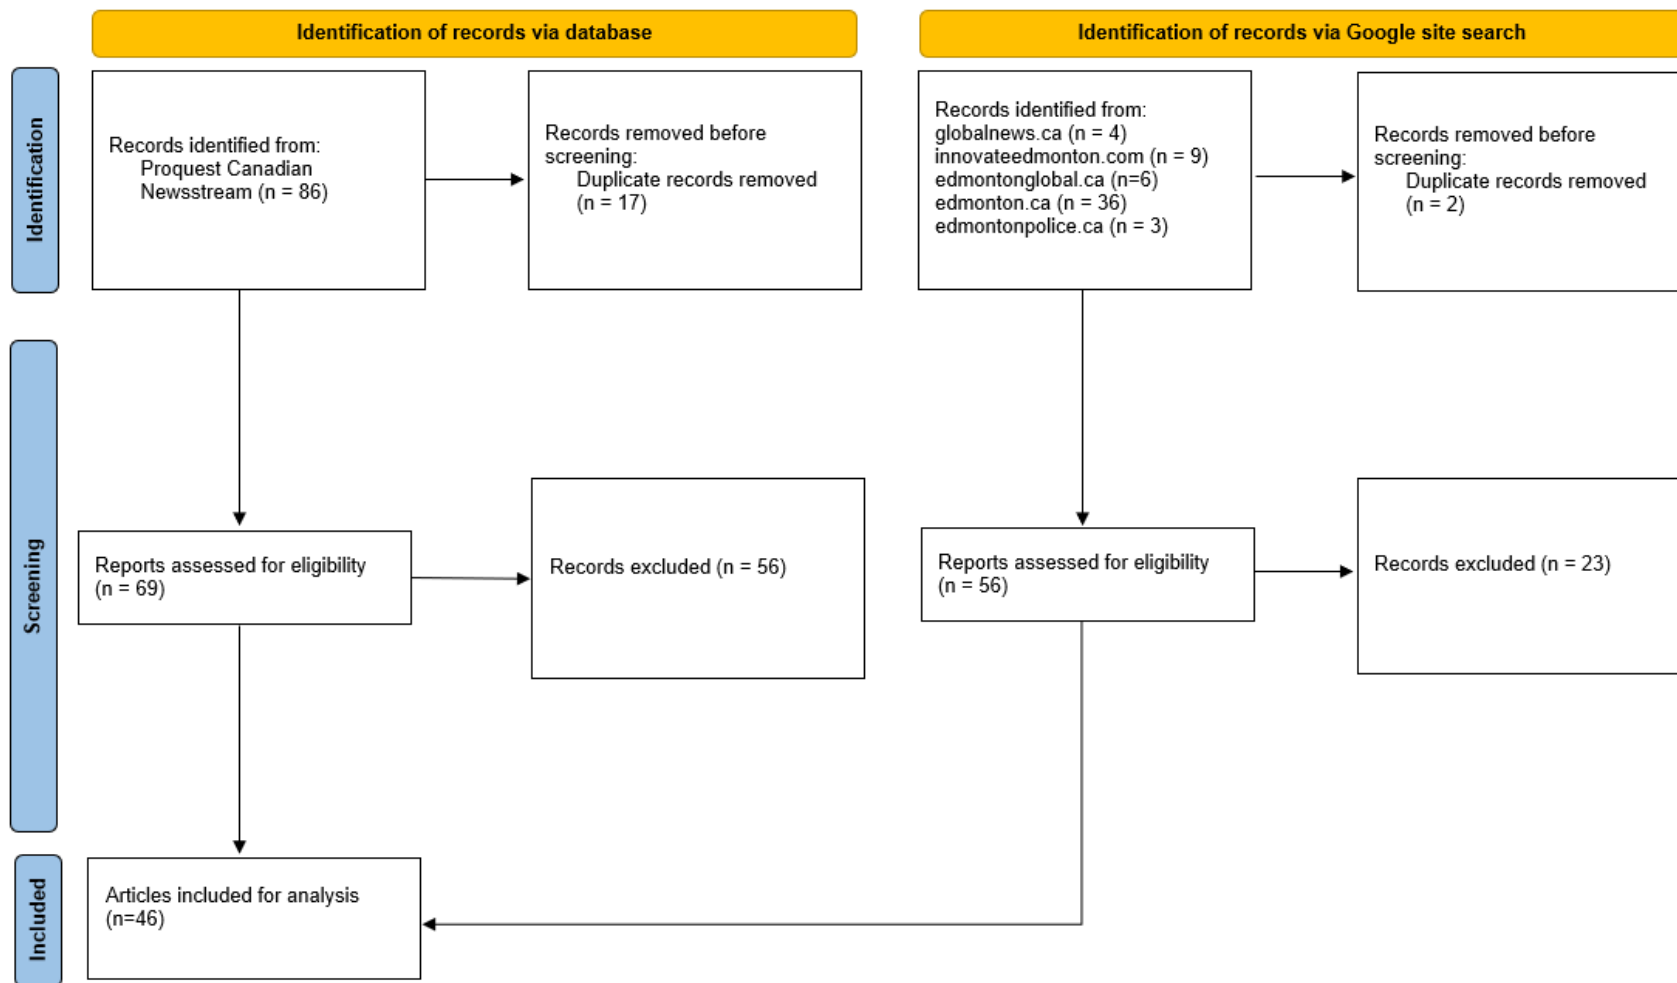 Identification of records via database
Identification of records via Google site search
Identification
Records identified from:
Proquest Canadian
Newsstream (n = 86)
Records removed before
screening:
Duplicate records removed
(n = 17)
Records identified from:
globalnews.ca (n = 4)
innovateedmonton.com (n = 9)
edmontonglobal.ca (n=6)
edmonton.ca (n = 36)
edmontonpolice.ca (n = 3)
Records removed before
screening:
Duplicate records removed
(n = 2)
Screening
Reports assessed for eligibility
(n = 69)
Records excluded (n = 56)
Reports assessed for eligibility
(n = 56)
Records excluded (n = 23)
Included
Articles included for analysis
(n=46)